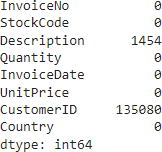 InvoiceNo 0
StockCode 0
Description 1454
Quantity 0
InvoiceDate 0
UnitPrice 0
CustomerID 135080
Country 0
dtype: int64